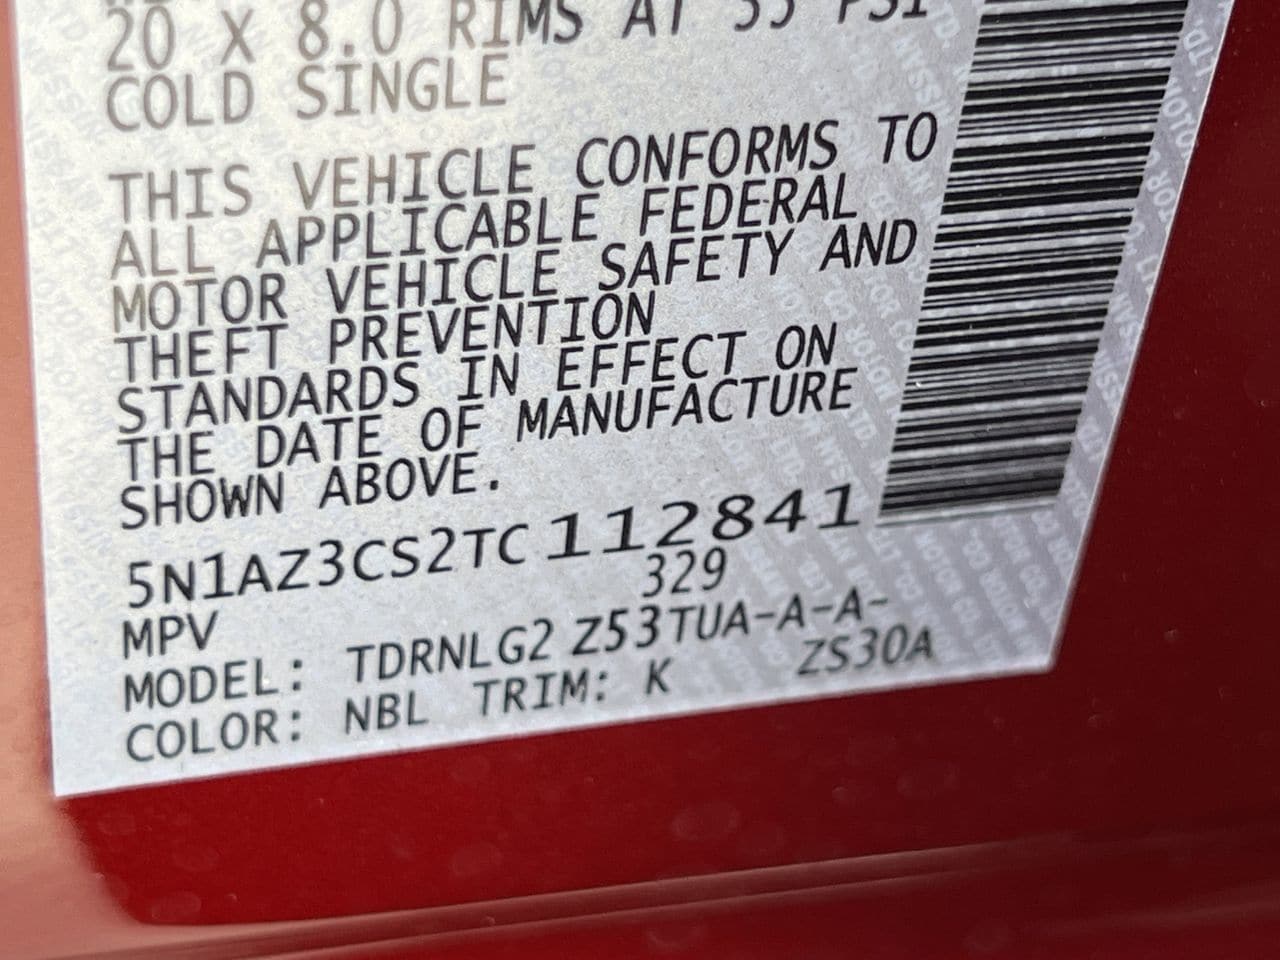 20 X 8.0 RIMS AT 35 PSI
COLD SINGLE
THIS VEHICLE CONFORMS TO
ALL APPLICABLE FEDERAL
MOTOR VEHICLE SAFETY AND
THEFT PREVENTION
STANDARDS IN EFFECT ON
THE DATE OF MANUFACTURE
SHOWN ABOVE.
5N1AZ3CS2TC112841
329
MPV
MODEL: TDRNLG2 Z53TUA-A-A-
ZS30A
COLOR: NBL TRIM: K